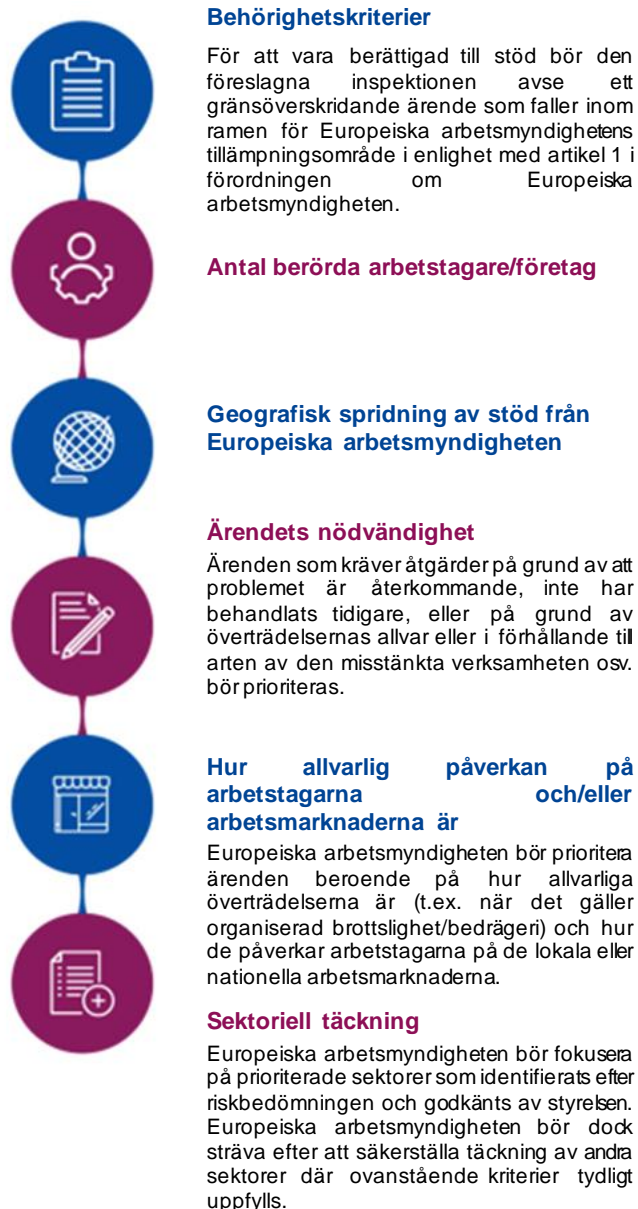 Behörighetskriterier
För att vara berättigad till stöd bör den
föreslagna inspektionen avse ett
gränsöverskridande ärende som faller inom
ramen för Europeiska arbetsmyndighetens
tillämpningsområde i enlighet med artikel 1 i
förordningen om Europeiska
arbetsmyndigheten.
Antal berörda arbetstagare/företag
Geografisk spridning av stöd från
Europeiska arbetsmyndigheten
Ärendets nödvändighet
Ärenden som kräver åtgärder på grund av att
problemet är återkommande, inte har
behandlats tidigare, eller på grund av
överträdelsernas allvar eller i förhållande till
arten av den misstänkta verksamheten osv.
bör prioriteras.
Hur allvarlig påverkan på
arbetstagarna och/eller
arbetsmarknaderna är
Europeiska arbetsmyndigheten bör prioritera
ärenden beroende på hur allvarliga
överträdelserna är (t.ex. när det gäller
organiserad brottslighet/bedrägeri) och hur
de påverkar arbetstagarna på de lokala eller
nationella arbetsmarknaderna.
Sektoriell täckning
Europeiska arbetsmyndigheten bör fokusera
på prioriterade sektorer som identifierats efter
riskbedömningen och godkänts av styrelsen.
Europeiska arbetsmyndigheten bör dock
sträva efter att säkerställa täckning av andra
sektorer där ovanstående kriterier tydligt
uppfylls.